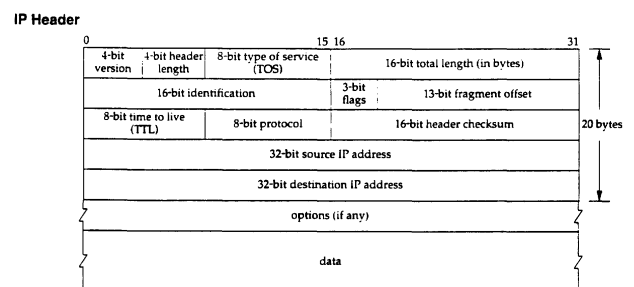 IP Header
0 15 16 31
4-bit version 4-bit header length 8-bit type of service (TOS) 16-bit total length (in bytes)
16-bit identification 3-bit flags 13-bit fragment offset
8-bit time to live (TTL) 8-bit protocol 16-bit header checksum 20 bytes
32-bit source IP address
32-bit destination IP address
options (if any)
data